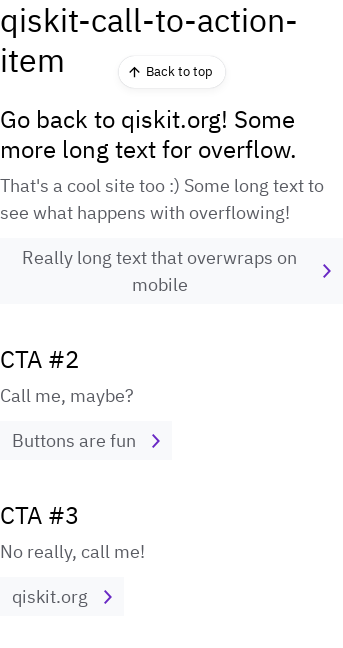 qiskit-call-to-action-
item
Back to top
Go back to qiskit.org! Some
more long text for overflow.
That's a cool site too :) Some long text to
see what happens with overflowing!
Really long text that overwraps on
mobile
CTA #2
Call me, maybe?
Buttons are fun
CTA #3
No really, call me!
qiskit.org